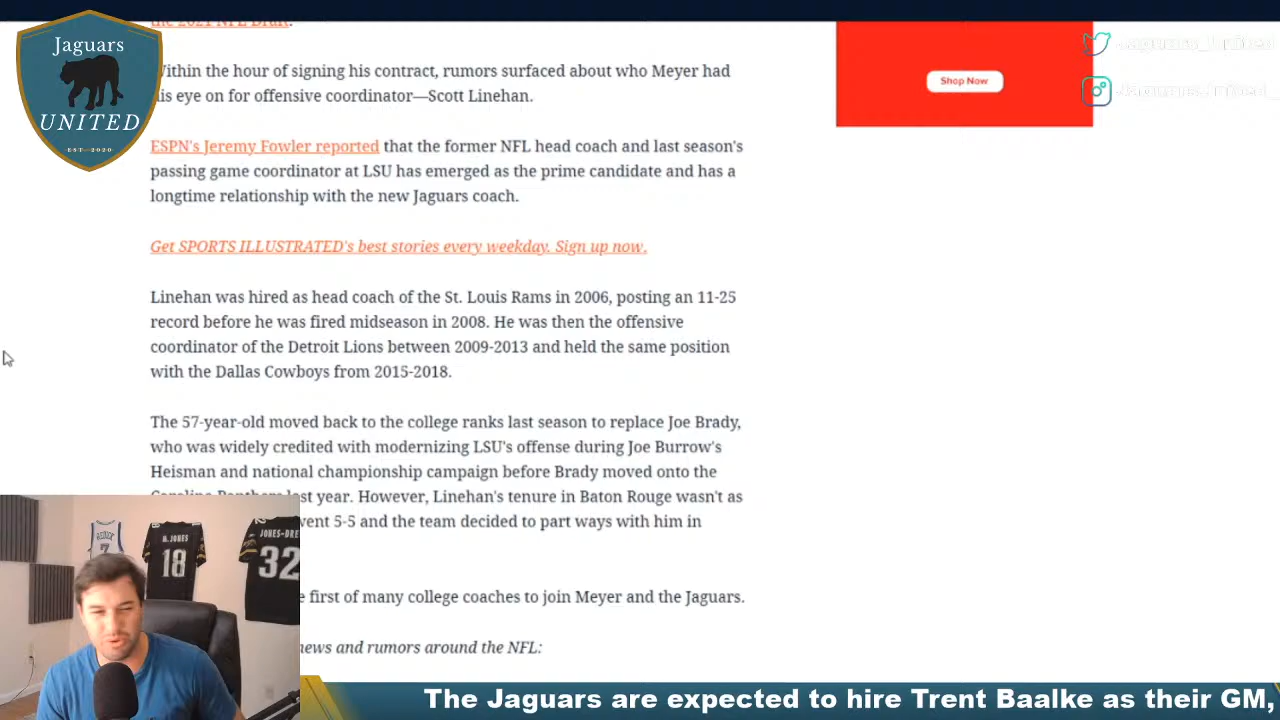 the 2021 NFL Draft.
Within the hour of signing his contract, rumors surfaced about who Meyer had
his eye on for offensive coordinator—Scott Linehan.
ESPN's Jeremy Fowler reported that the former NFL head coach and last season's
passing game coordinator at LSU has emerged as the prime candidate and has a
longtime relationship with the new Jaguars coach.
Get SPORTS ILLUSTRATED's best stories every weekday. Sign up now.
Linehan was hired as head coach of the St. Louis Rams in 2006, posting an 11-25
record before he was fired midseason in 2008. He was then the offensive
coordinator of the Detroit Lions between 2009-2013 and held the same position
with the Dallas Cowboys from 2015-2018.
The 57-year-old moved back to the college ranks last season to replace Joe Brady,
who was widely credited with modernizing LSU's offense during Joe Burrow's
Heisman and national championship campaign before Brady moved onto the
Carolina Panthers last year. However, Linehan's tenure in Baton Rouge wasn't as
went 5-5 and the team decided to part ways with him in
first of many college coaches to join Meyer and the Jaguars.
news and rumors around the NFL:
Jaguars
UNITED
EST 2020
Shop Now
Jaguars_United
Jaguars_United_
REDICK
7
M. JONES
18
JONES-DRE
32
The Jaguars are expected to hire Trent Baalke as their GM,